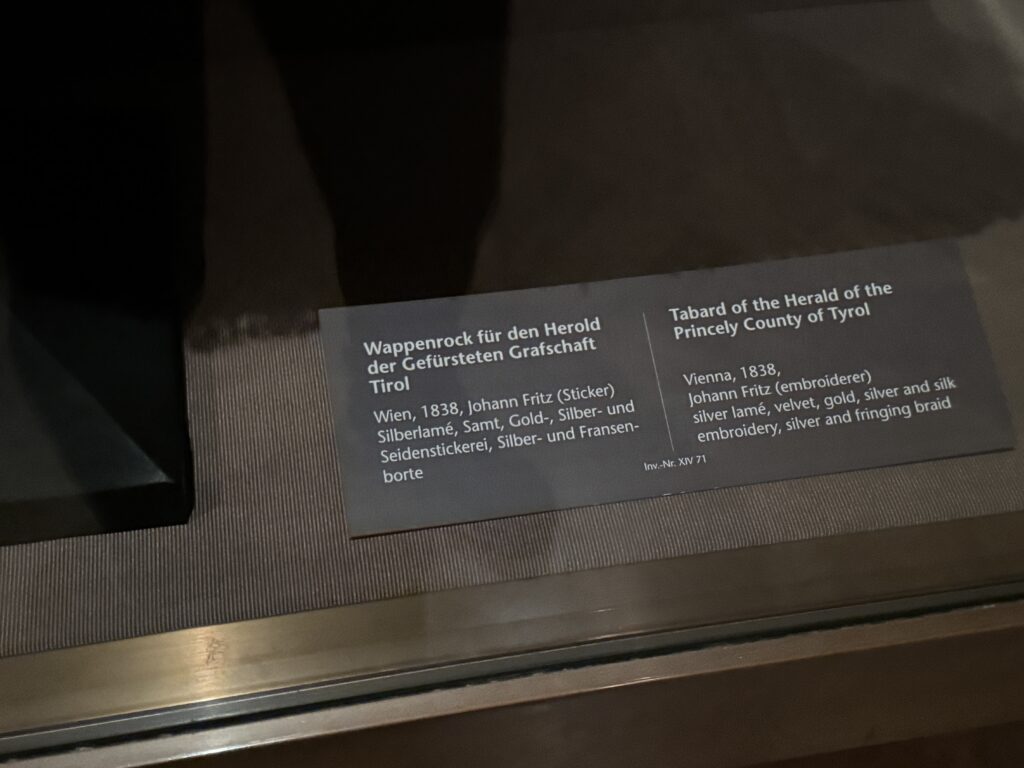 Wappenrock für den Herold
der Gefürsteten Grafschaft
Tirol
Wien, 1838, Johann Fritz (Sticker)
Silberlamé, Samt, Gold-, Silber- und
Seidenstickerei, Silber- und Fransen-
borte
Tabard of the Herald of the
Princely County of Tyrol
Vienna, 1838,
Johann Fritz (embroiderer)
silver lamé, velvet, gold, silver and silk
embroidery, silver and fringing braid
Inv.-Nr. XIV 71